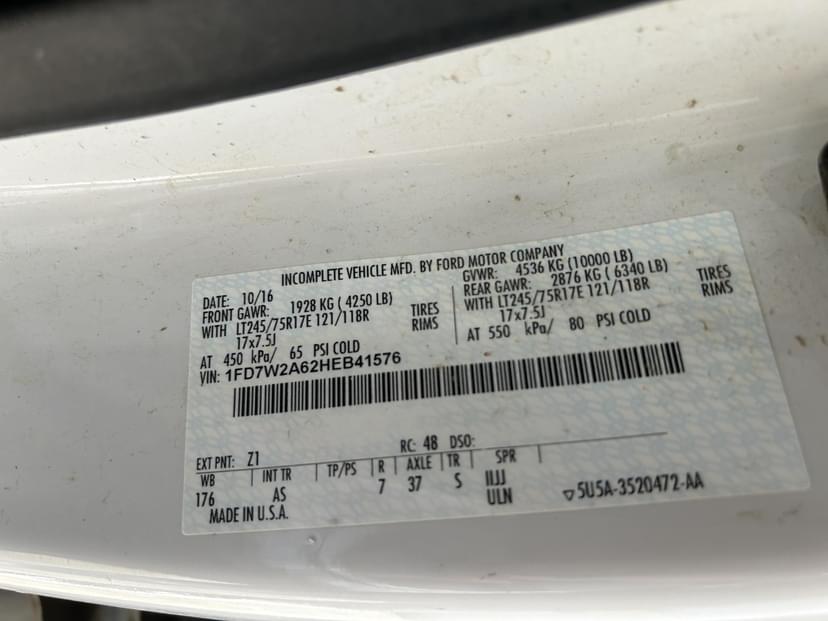 INCOMPLETE VEHICLE MFD. BY FORD MOTOR COMPANY
DATE: 10/16
GVWR: 4536 KG (10000 LB)
FRONT GAWR: 1928 KG ( 4250 LB)
REAR GAWR: 2876 KG ( 6340 LB)
WITH LT245/75R17E 121/118R TIRES
WITH LT245/75R17E 121/118R TIRES
17x7.5J RIMS
17x7.5J RIMS
AT 450 kPa/ 65 PSI COLD
AT 550 kPa/ 80 PSI COLD
VIN: 1FD7W2A62HEB41576
EXT PNT: Z1 RC: 48 DSO:
WB INT TR TP/PS R AXLE TR SPR
176 AS 7 37 S IIJJ
ULN
MADE IN U.S.A.
5U5A-3520472-AA